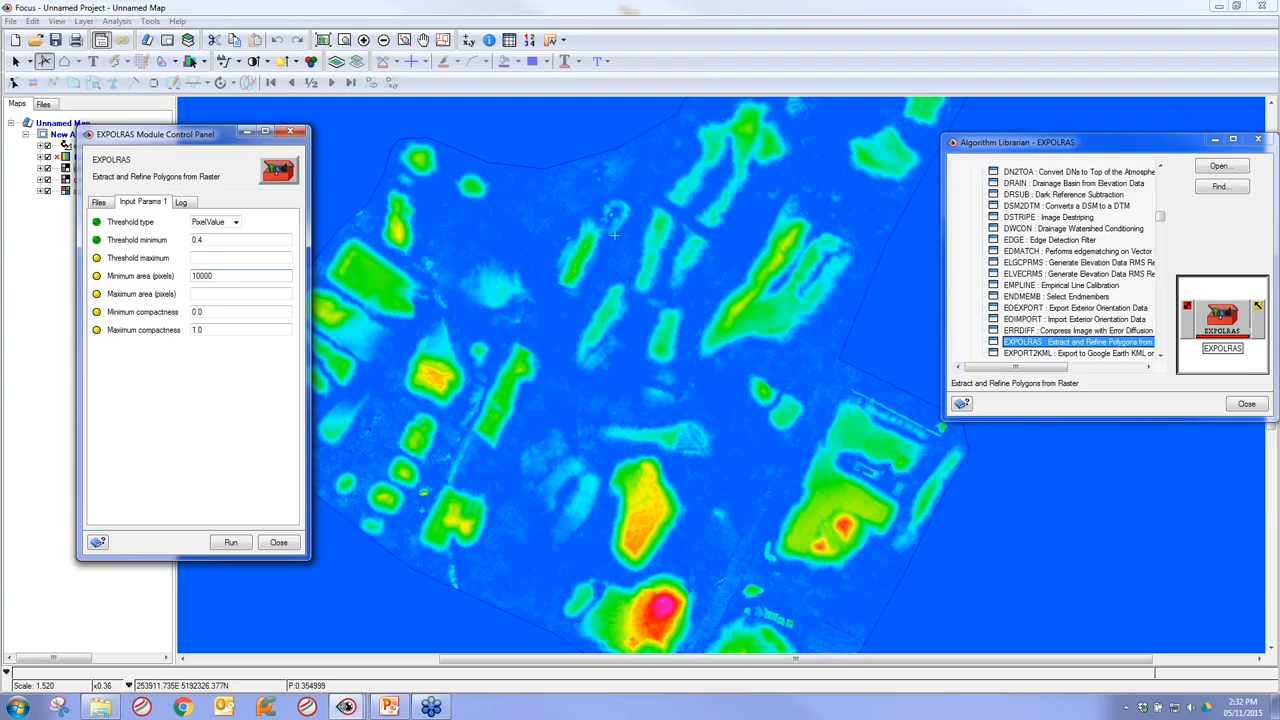 Focus - Unnamed Project - Unnamed Map
File Edit View Layer Analysis Tools Help
Maps Files
Unnamed Map
New A
EXPOLRAS Module Control Panel
EXPOLRAS
Extract and Refine Polygons from Raster
Files Input Params 1 Log
Threshold type PixelValue
Threshold minimum 0.4
Threshold maximum
Minimum area (pixels) 10000
Maximum area (pixels)
Minimum compactness 0.0
Maximum compactness 1.0
Run Close
Algorithm Librarian - EXPOLRAS
DN2TOA : Convert DNs to Top of the Atmosphe
DRAIN : Drainage Basin from Elevation Data
DRSUB : Dark Reference Subtraction
DSM2DTM : Converts a DSM to a DTM
DSTRIPE : Image Destriping
DWCON : Drainage Watershed Conditioning
EDGE : Edge Detection Filter
EDMATCH : Performs edgematching on Vector
ELGCPRMS : Generate Elevation Data RMS Re
ELVECRMS : Generate Elevation Data RMS Re
EMPLINE : Empirical Line Calibration
ENDMEMB : Select Endmembers
EOEXPORT : Export Exterior Orientation Data
EOIMPORT : Import Exterior Orientation Data
ERRDIFF : Compress Image with Error Diffusion
EXPOLRAS : Extract and Refine Polygons from
EXPORT2KML : Export to Google Earth KML or
Open...
Find...
EXPOLRAS
EXPOLRAS
Extract and Refine Polygons from Raster
Close
Scale: 1,520 x0.36 253911.735E 5192326.377N P:0.354999
2:32 PM
05/11/2015